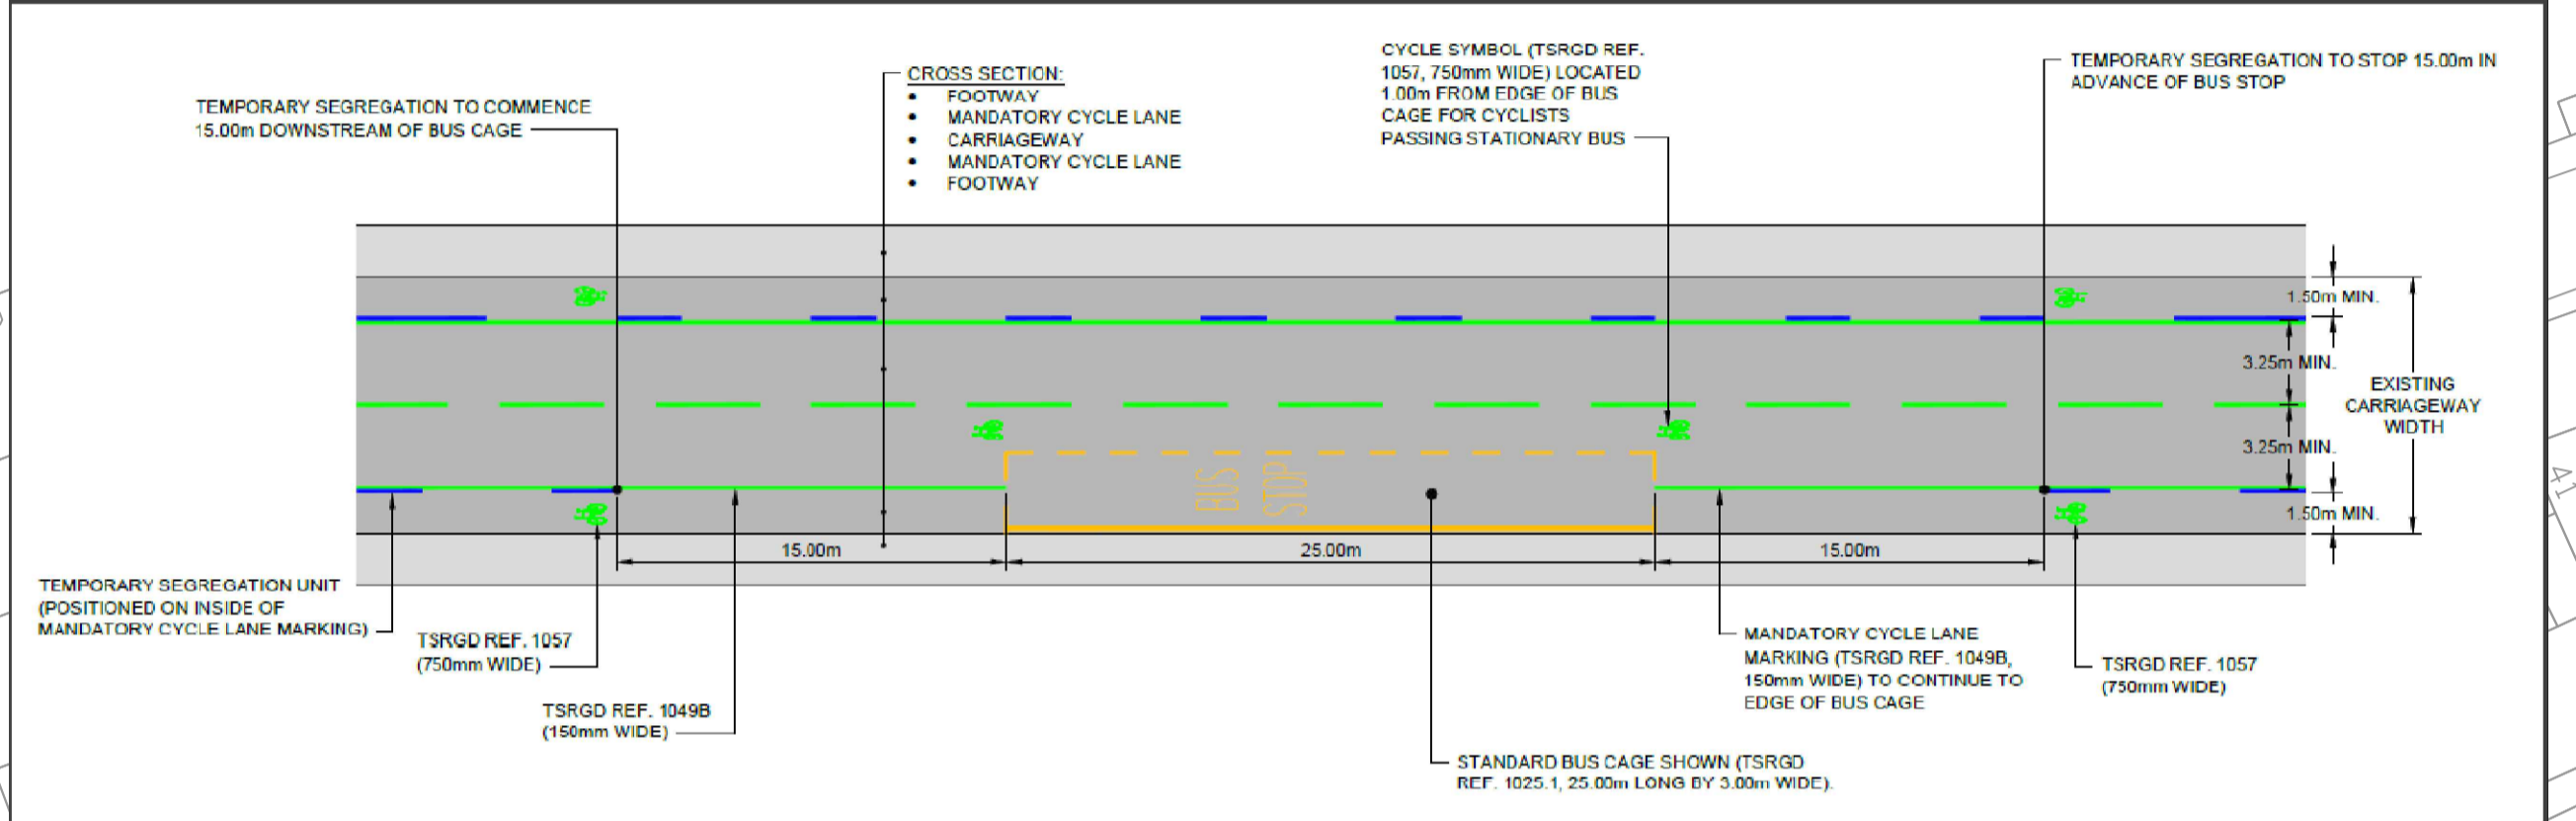 TEMPORARY SEGREGATION TO COMMENCE
15.00m DOWNSTREAM OF BUS CAGE
CROSS SECTION:
• FOOTWAY
• MANDATORY CYCLE LANE
• CARRIAGEWAY
• MANDATORY CYCLE LANE
• FOOTWAY
CYCLE SYMBOL (TSRGD REF.
1057, 750mm WIDE) LOCATED
1.00m FROM EDGE OF BUS
CAGE FOR CYCLISTS
PASSING STATIONARY BUS
TEMPORARY SEGREGATION TO STOP 15.00m IN
ADVANCE OF BUS STOP
1.50m MIN.
3.25m MIN.
EXISTING
CARRIAGEWAY
WIDTH
3.25m MIN.
1.50m MIN.
BUS
STOP
15.00m
25.00m
15.00m
TEMPORARY SEGREGATION UNIT
(POSITIONED ON INSIDE OF
MANDATORY CYCLE LANE MARKING)
TSRGD REF. 1057
(750mm WIDE)
TSRGD REF. 1049B
(150mm WIDE)
MANDATORY CYCLE LANE
MARKING (TSRGD REF. 1049B,
150mm WIDE) TO CONTINUE TO
EDGE OF BUS CAGE
TSRGD REF. 1057
(750mm WIDE)
STANDARD BUS CAGE SHOWN (TSRGD
REF. 1025.1, 25.00m LONG BY 3.00m WIDE).
41